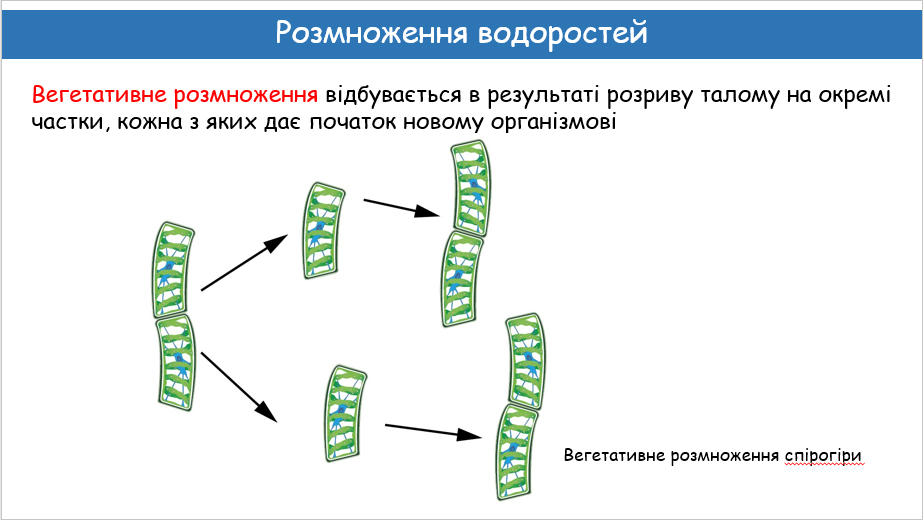 Розмноження водоростей
Вегетативне розмноження відбувається в результаті розриву талому на окремі
частки, кожна з яких дає початок новому організмові
Вегетативне розмноження спірогіри